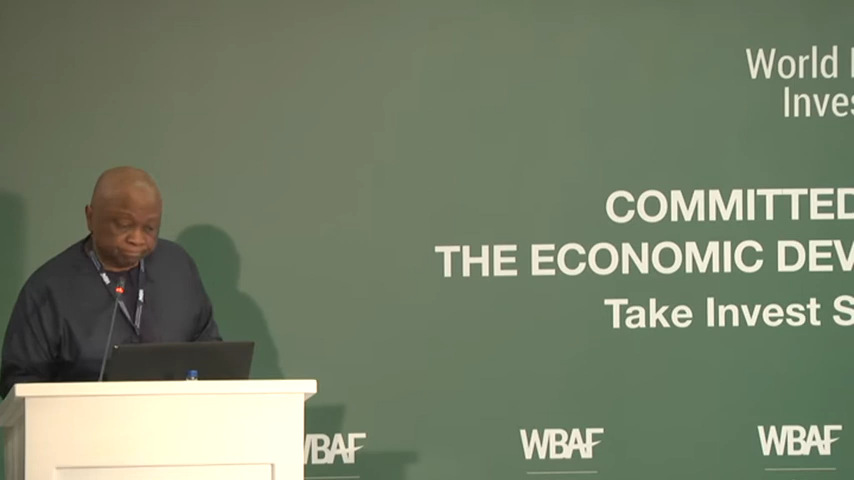 World
Inves
COMMITTED
THE ECONOMIC DEV
Take Invest S
WBAF
WBAF
WBAF